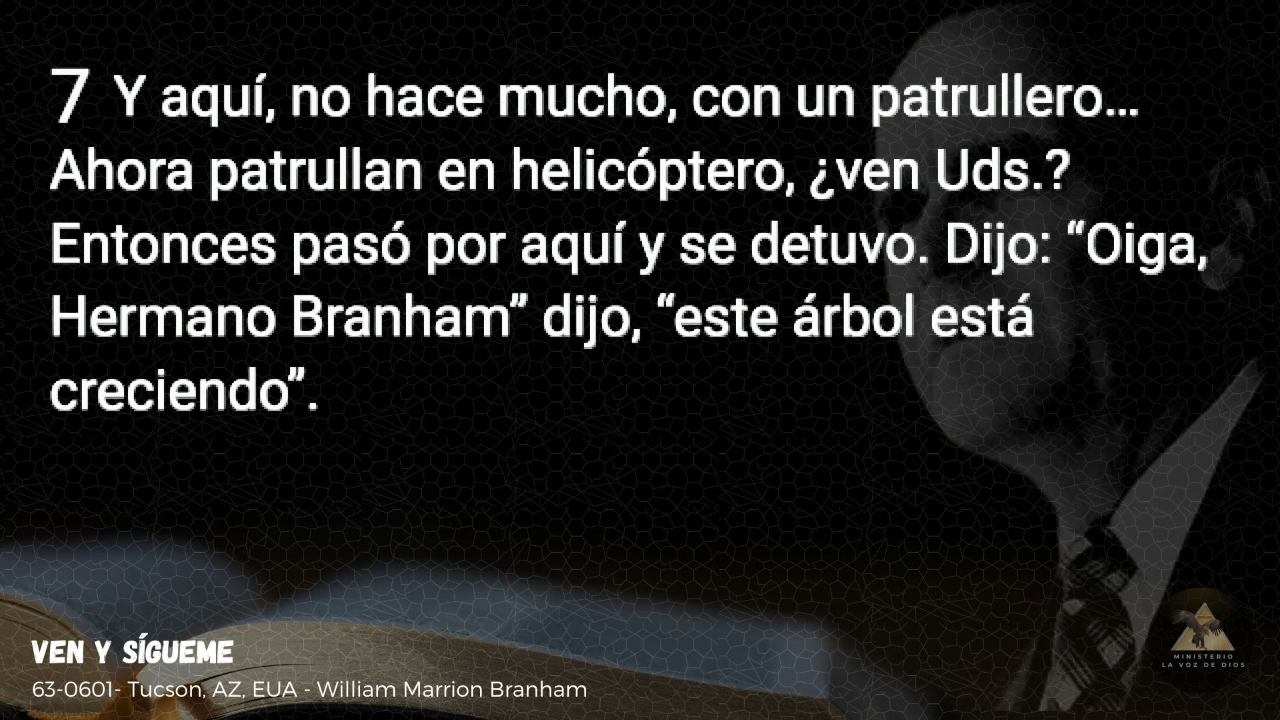 7 Y aquí, no hace mucho, con un patrullero...
Ahora patrullan en helicóptero, ¿ven Uds.?
Entonces pasó por aquí y se detuvo. Dijo: “Oiga,
Hermano Branham” dijo, “este árbol está
creciendo”.
VEN Y SÍGUEME
63-0601- Tucson, AZ, EUA - William Marrion Branham
MINISTERIO
LA VOZ DE DIOS